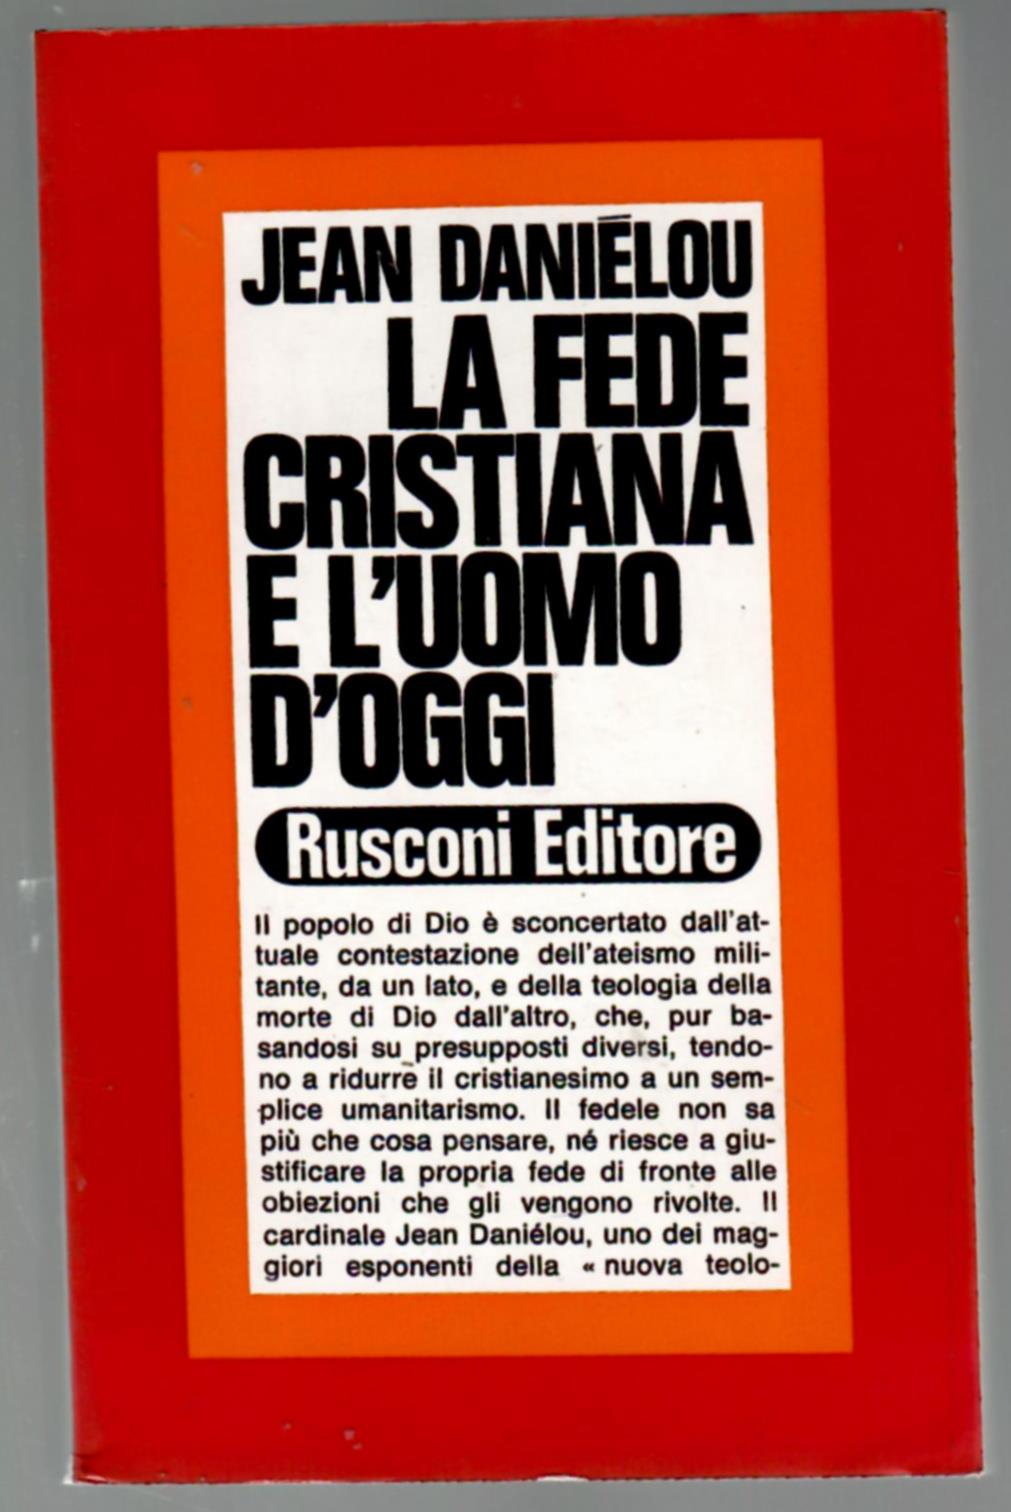 JEAN DANIÉLOU
LA FEDE
CRISTIANA
E L'UOMO
D'OGGI
Rusconi Editore
Il popolo di Dio è sconcertato dall'at-
tuale contestazione dell'ateismo mili-
tante, da un lato, e della teologia della
morte di Dio dall'altro, che, pur ba-
sandosi su presupposti diversi, tendo-
no a ridurre il cristianesimo a un sem-
plice umanitarismo. Il fedele non sa
più che cosa pensare, né riesce a giu-
stificare la propria fede di fronte alle
obiezioni che gli vengono rivolte. Il
cardinale Jean Daniélou, uno dei mag-
giori esponenti della « nuova teolo-